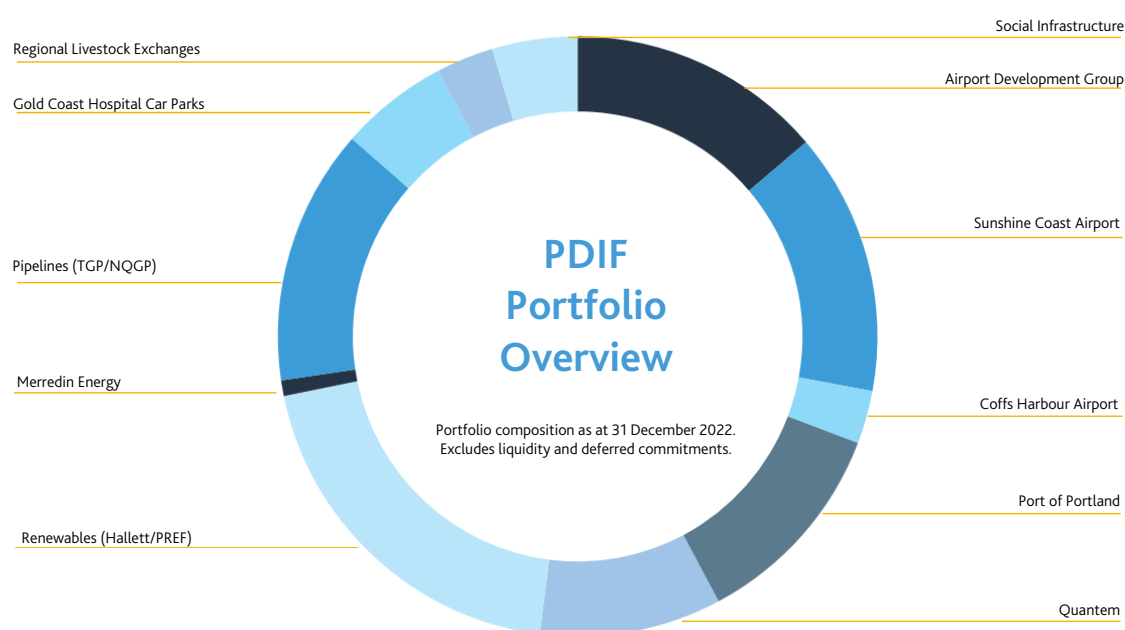 Social Infrastructure
Regional Livestock Exchanges
Airport Development Group
Gold Coast Hospital Car Parks
Sunshine Coast Airport
PDIF
Portfolio
Overview
Pipelines (TGP/NQGP)
Merredin Energy
Coffs Harbour Airport
Portfolio composition as at 31 December 2022.
Excludes liquidity and deferred commitments.
Port of Portland
Renewables (Hallett/PREF)
Quantem